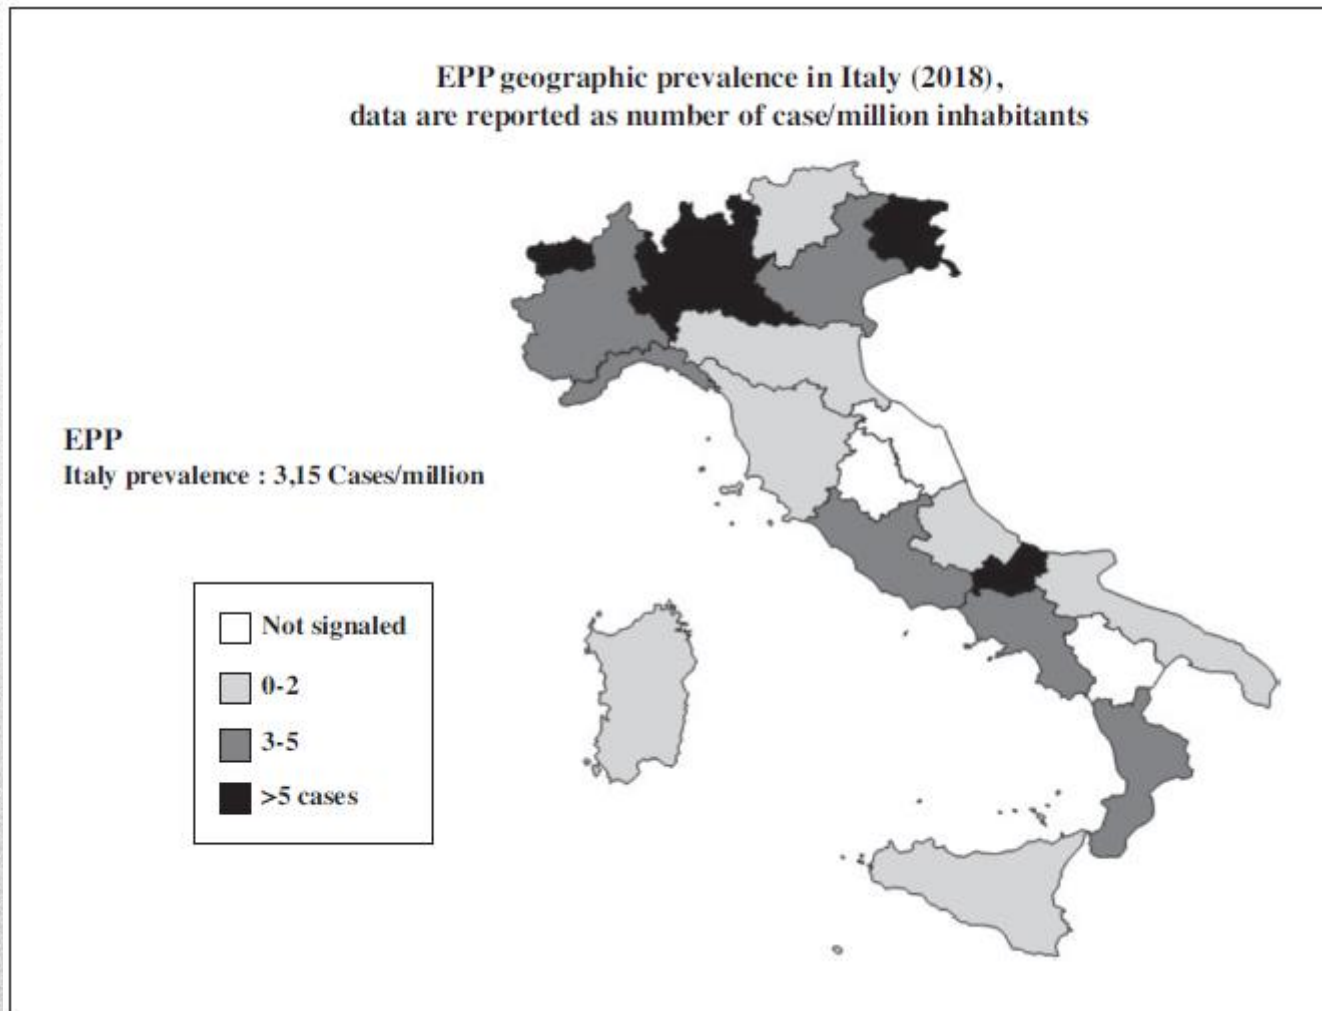 EPP geographic prevalence in Italy (2018),
data are reported as number of case/million inhabitants
EPP
Italy prevalence : 3,15 Cases/million
Not signaled
0-2
3-5
>5 cases